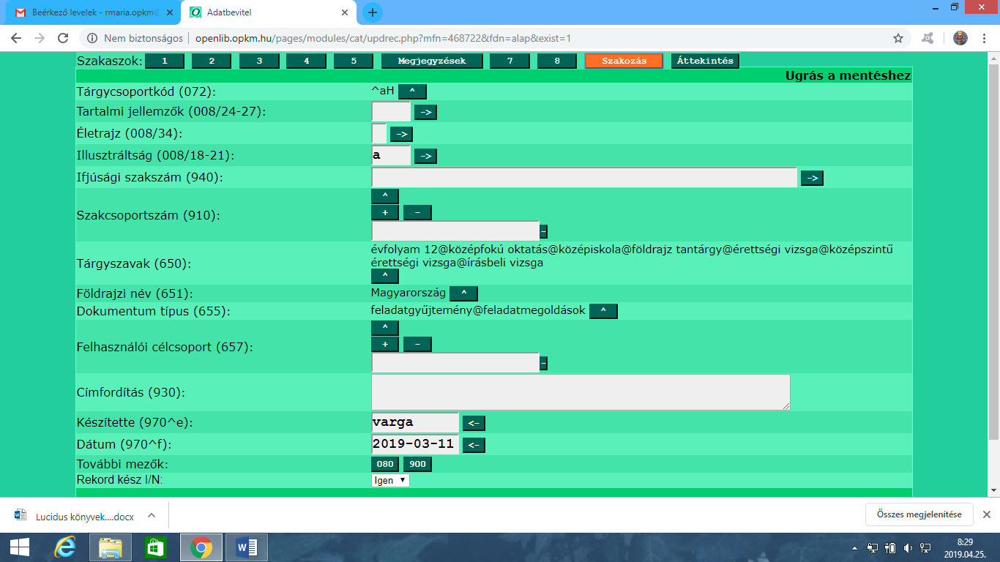 Beérkező levelek - rmaria.opkm
Adatbevitel
Nem biztonságos | openlib.opkm.hu/pages/modules/cat/updrec.php?mfn=468722&fdn=alap&exist=1
Szakaszok: 1 2 3 4 5 Megjegyzések 7 8 Szakozás Áttekintés
Ugrás a mentéshez
Tárgycsoportkód (072): ^aH ^
Tartalmi jellemzők (008/24-27): ->
Életrajz (008/34): ->
Illusztráltság (008/18-21): a ->
Ifjúsági szakszám (940): ->
^
Szakcsoportszám (910): + -
-
Tárgyszavak (650): évfolyam 12@középfokú oktatás@középiskola@földrajz tantárgy@érettségi vizsga@középszintű
érettségi vizsga@írásbeli vizsga
^
Földrajzi név (651): Magyarország ^
Dokumentum típus (655): feladatgyűjtemény@feladatmegoldások ^
^
Felhasználói célcsoport (657): + -
-
Címfordítás (930):
Készítette (970^e): varga <-
Dátum (970^f): 2019-03-11 <-
További mezők: 080 900
Rekord kész I/N: Igen
Lucidus könyvek....docx
Összes megjelenítése
8:29
2019.04.25.